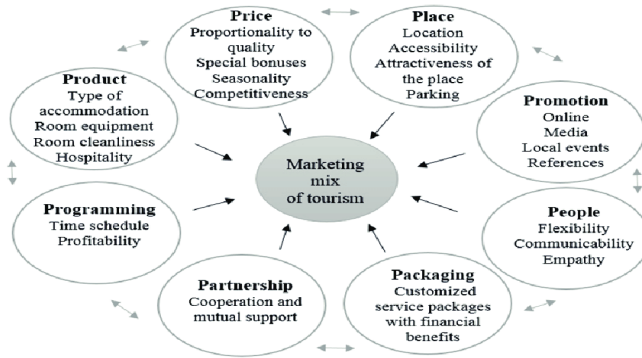 Price
Proportionality to
quality
Special bonuses
Seasonality
Competitiveness
Place
Location
Accessibility
Attractiveness of
the place
Parking
Product
Type of
accommodation
Room equipment
Room cleanliness
Hospitality
Promotion
Online
Media
Local events
References
Marketing
mix
of tourism
Programming
Time schedule
Profitability
People
Flexibility
Communicability
Empathy
Partnership
Cooperation and
mutual support
Packaging
Customized
service packages
with financial
benefits